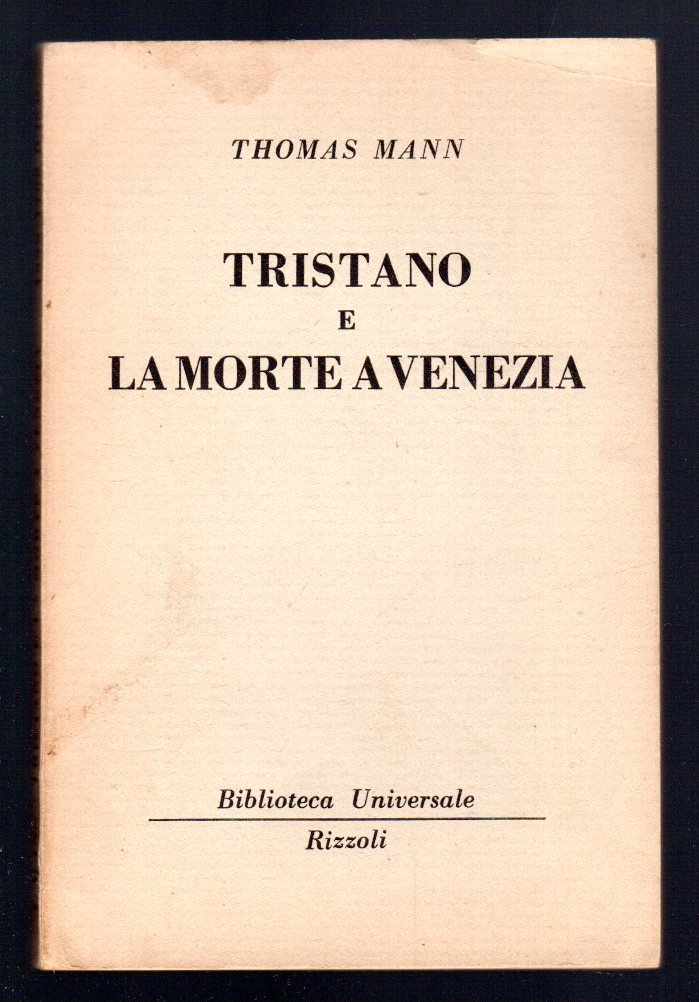 THOMAS MANN
TRISTANO
E
LA MORTE A VENEZIA
Biblioteca Universale
Rizzoli